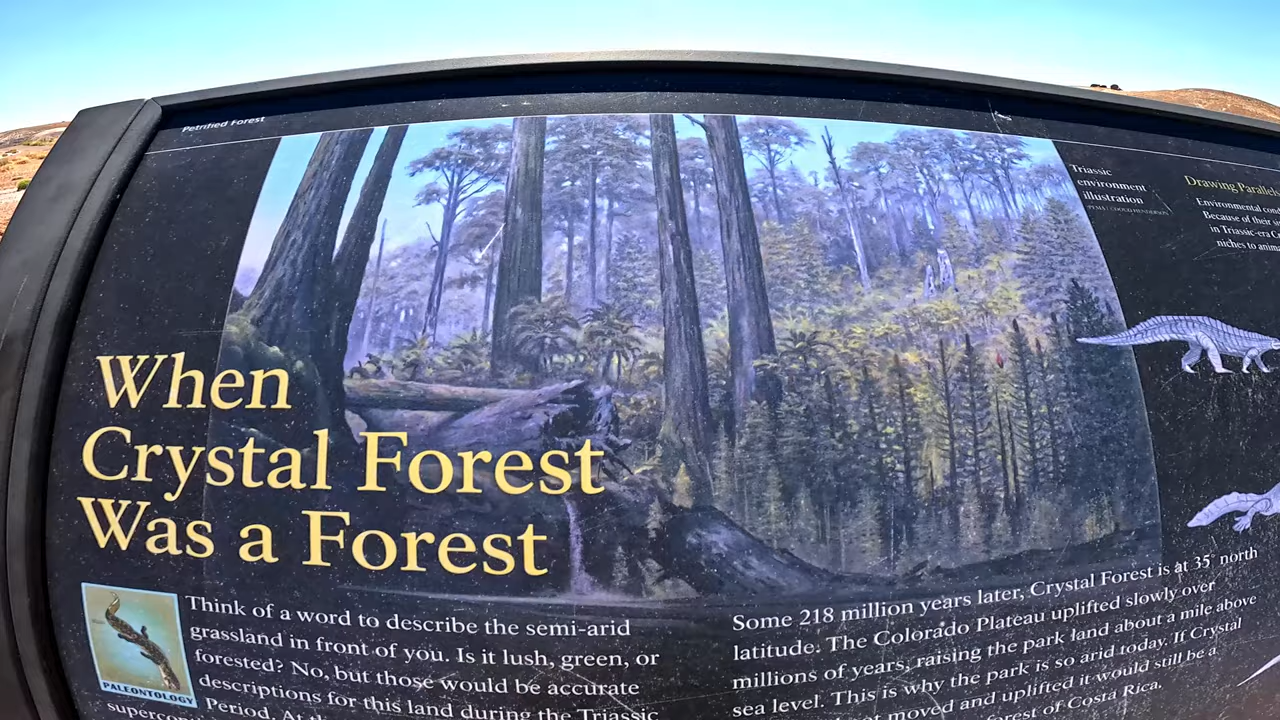 Petrified Forest
When
Crystal Forest
Was a Forest
PALEONTOLOGY
Think of a word to describe the semi-arid
grassland in front of you. Is it lush, green, or
forested? No, but those would be accurate
descriptions for this land during the Triassic
Period. At
Some 218 million years later, Crystal Forest is at 35° north
latitude. The Colorado Plateau uplifted slowly over
millions of years, raising the park land about a mile above
sea level. This is why the park is so arid today. If Crystal
moved and uplifted it would still be a
forest of Costa Rica.
Triassic
environment
illustration
Drawing Parallel
Environmental con
Because of their
in Triassic-era
niches to